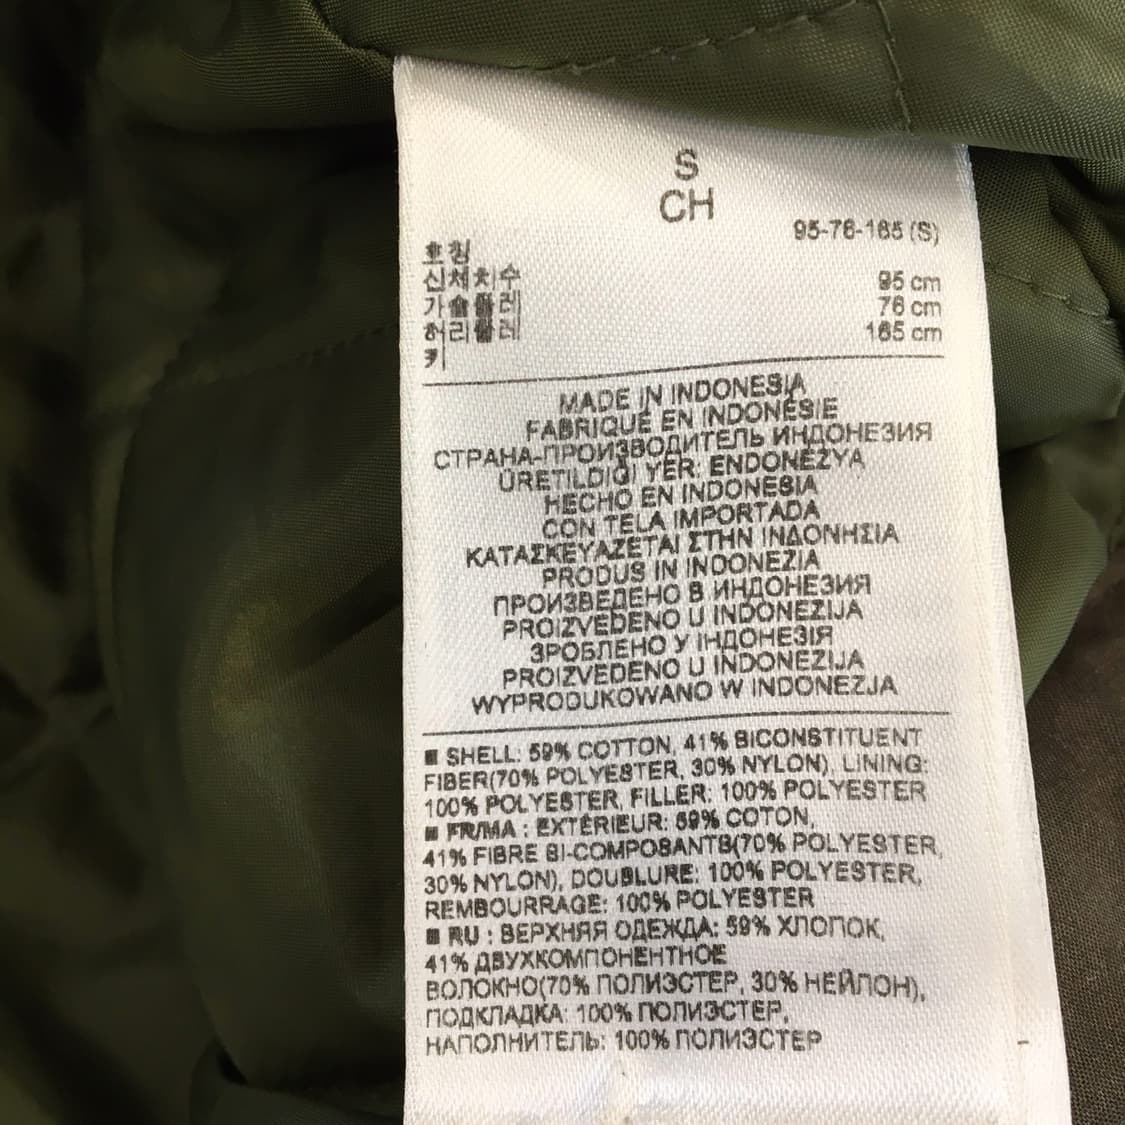 S
CH
95-76-165 (S)
호칭
신체치수
가슴둘레 95 cm
허리둘레 76 cm
키 165 cm
MADE IN INDONESIA
FABRIQUÉ EN INDONÉSIE
СТРАНА-ПРОИЗВОДИТЕЛЬ ИНДОНЕЗИЯ
ÜRETILDIĞI YER: ENDONEZYA
HECHO EN INDONESIA
CON TELA IMPORTADA
ΚΑΤΑΣΚΕΥΑΖΕΤΑΙ ΣΤΗΝ ΙΝΔΟΝΗΣΙΑ
PRODUS IN INDONEZIA
ПРОИЗВЕДЕНО В ИНДОНЕЗИЯ
PROIZVEDENO U INDONEZIJA
ЗРОБЛЕНО У ІНДОНЕЗІЯ
PROIZVEDENO U INDONEZIJA
WYPRODUKOWANO W INDONEZJA
■ SHELL: 59% COTTON, 41% BICONSTITUENT
FIBER(70% POLYESTER, 30% NYLON), LINING:
100% POLYESTER, FILLER: 100% POLYESTER
■ FR/MA : EXTÉRIEUR: 59% COTON,
41% FIBRE BI-COMPOSANTS(70% POLYESTER,
30% NYLON), DOUBLURE: 100% POLYESTER,
REMBOURRAGE: 100% POLYESTER
■ RU : ВЕРХНЯЯ ОДЕЖДА: 59% ХЛОПОК,
41% ДВУХКОМПОНЕНТНОЕ
ВОЛОКНО(70% ПОЛИЭСТЕР, 30% НЕЙЛОН),
ПОДКЛАДКА: 100% ПОЛИЭСТЕР,
НАПОЛНИТЕЛЬ: 100% ПОЛИЭСТЕР